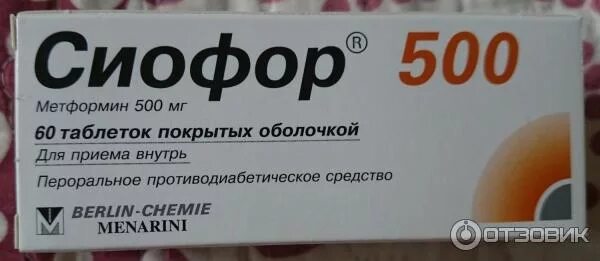 Сиофор® 500
Метформин 500 мг
60 таблеток покрытых оболочкой
Для приема внутрь
Пероральное противодиабетическое средство
BERLIN-CHEMIE
MENARINI
ОТЗОВИК